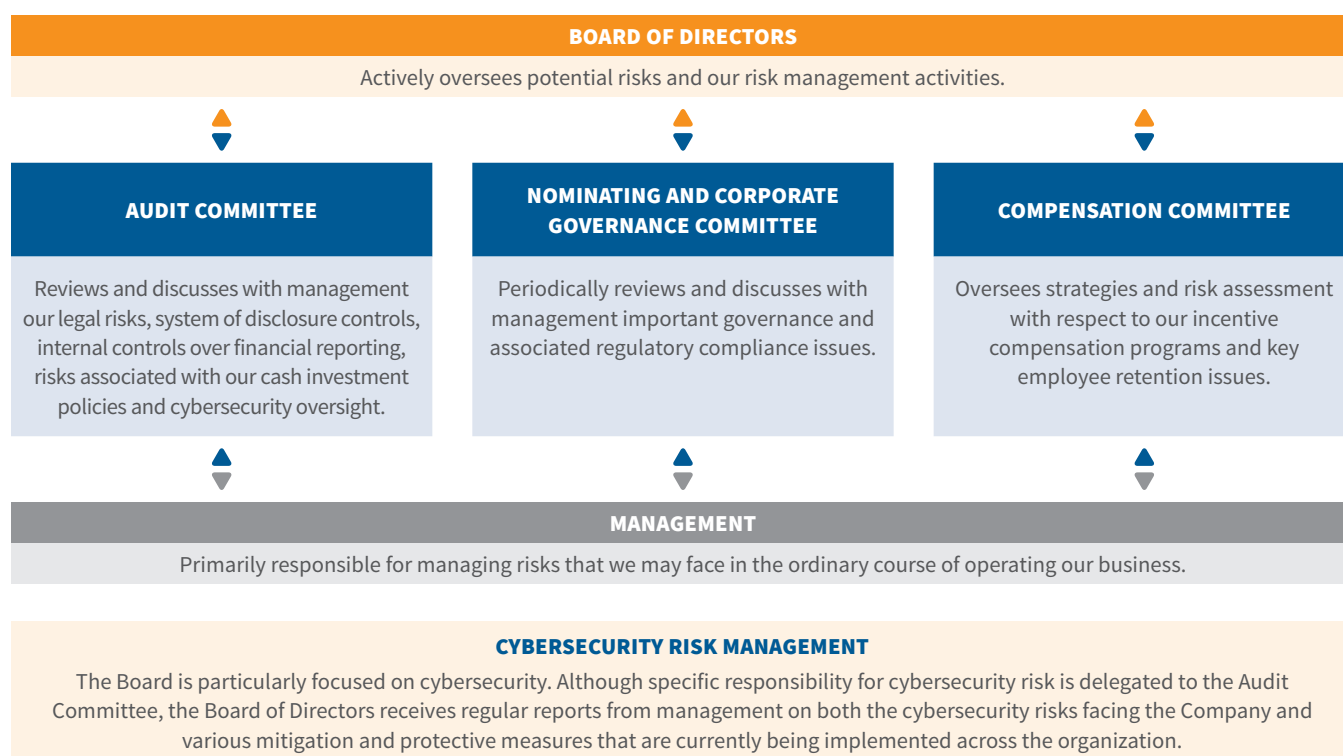 BOARD OF DIRECTORS
Actively oversees potential risks and our risk management activities.
AUDIT COMMITTEE
Reviews and discusses with management
our legal risks, system of disclosure controls,
internal controls over financial reporting,
risks associated with our cash investment
policies and cybersecurity oversight.
NOMINATING AND CORPORATE
GOVERNANCE COMMITTEE
Periodically reviews and discusses with
management important governance and
associated regulatory compliance issues.
COMPENSATION COMMITTEE
Oversees strategies and risk assessment
with respect to our incentive
compensation programs and key
employee retention issues.
MANAGEMENT
Primarily responsible for managing risks that we may face in the ordinary course of operating our business.
CYBERSECURITY RISK MANAGEMENT
The Board is particularly focused on cybersecurity. Although specific responsibility for cybersecurity risk is delegated to the Audit
Committee, the Board of Directors receives regular reports from management on both the cybersecurity risks facing the Company and
various mitigation and protective measures that are currently being implemented across the organization.